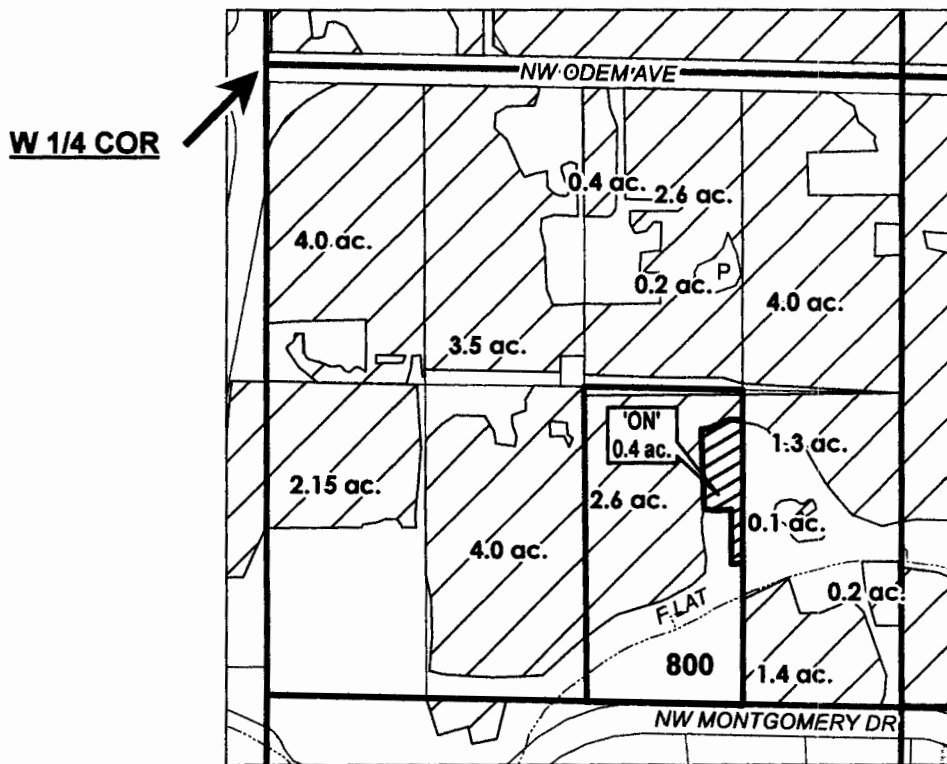 NW ODEM AVE
W 1/4 COR
0.4 ac.
2.6 ac.
4.0 ac.
P
0.2 ac.
4.0 ac.
3.5 ac.
'ON'
0.4 ac.
1.3 ac.
2.15 ac.
2.6 ac.
0.1 ac.
4.0 ac.
0.2 ac.
F LAT
800
1.4 ac.
NW MONTGOMERY DR